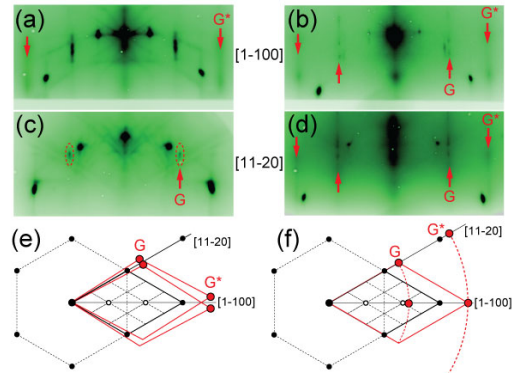 (a)
G*
(b)
G*
[1-100]
G
(c)
G
[11-20]
(d)
G*
G
(e)
G
[11-20]
G*
[1-100]
(f)
G*
[11-20]
G
[1-100]